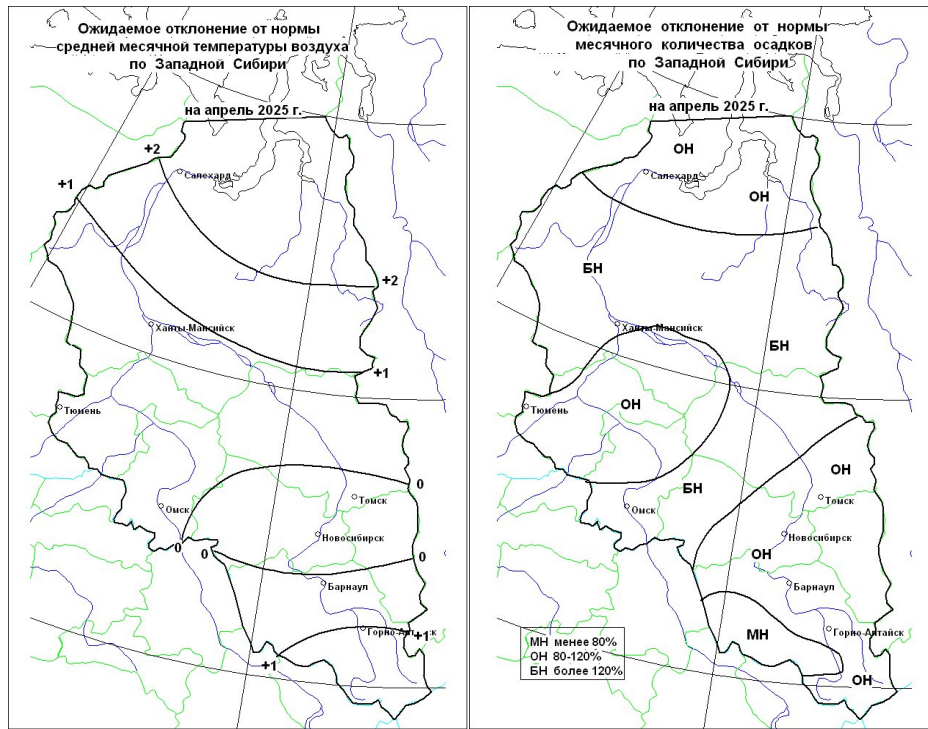 Ожидаемое отклонение от нормы
средней месячной температуры воздуха
по Западной Сибири
на апрель 2025 г.
+2
+1
Салехард
+2
Ханты-Мансийск
+1
Тюмень
0
Томск
Омск
Новосибирск
0
0
0
Барнаул
Горно-Алтайск
+1
+1
Ожидаемое отклонение от нормы
месячного количества осадков
по Западной Сибири
на апрель 2025 г.
ОН
Салехард
ОН
БН
Ханты-Мансийск
БН
Тюмень
ОН
ОН
БН
Томск
Омск
Новосибирск
ОН
Барнаул
МН
Горно-Алтайск
ОН
МН менее 80%
ОН 80-120%
БН более 120%